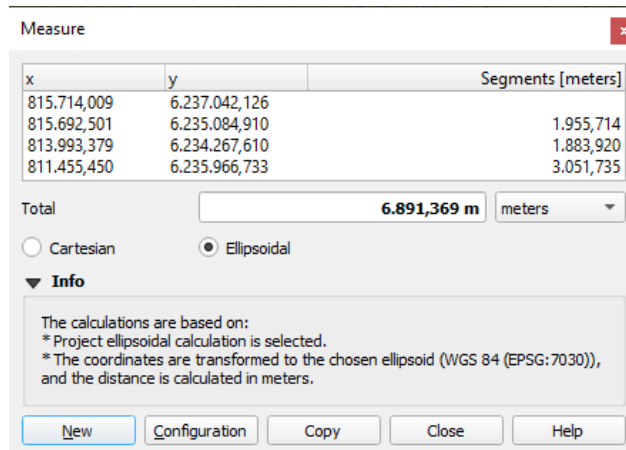 Measure
x y Segments [meters]
815.714,009 6.237.042,126
815.692,501 6.235.084,910 1.955,714
813.993,379 6.234.267,610 1.883,920
811.455,450 6.235.966,733 3.051,735
Total 6.891,369 m meters
Cartesian Ellipsoidal
Info
The calculations are based on:
* Project ellipsoidal calculation is selected.
* The coordinates are transformed to the chosen ellipsoid (WGS 84 (EPSG:7030)),
and the distance is calculated in meters.
New Configuration Copy Close Help